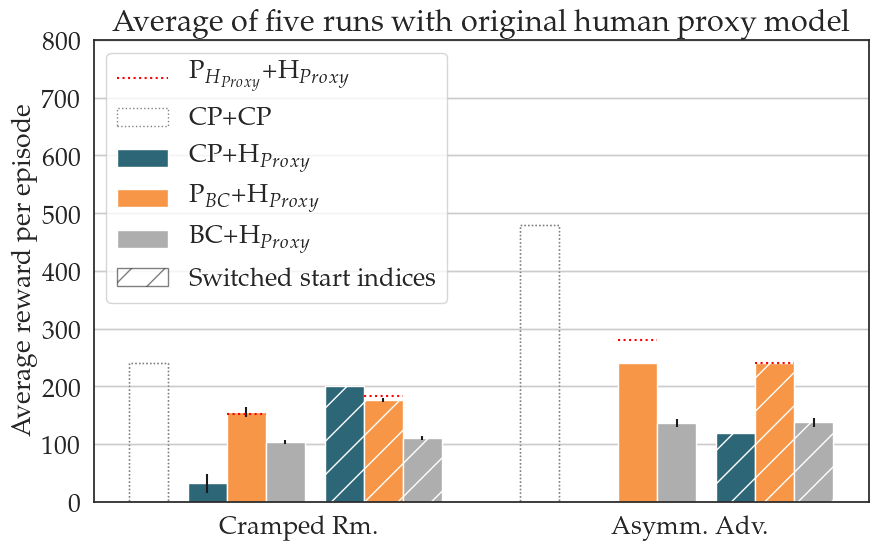 Average of five runs with original human proxy model
Average reward per episode
800
700
600
500
400
300
200
100
0
P_{H_{Proxy}}+H_{Proxy}
CP+CP
CP+H_{Proxy}
P_{BC}+H_{Proxy}
BC+H_{Proxy}
Switched start indices
Cramped Rm.
Asymm. Adv.